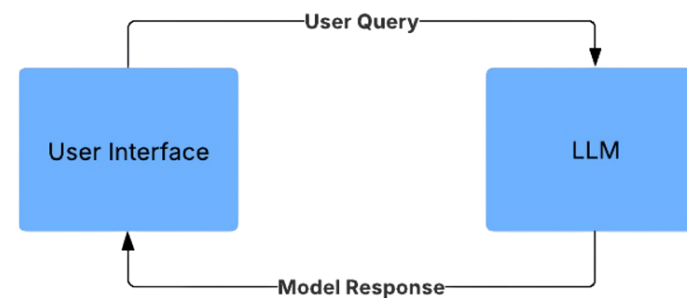 User Query
User Interface
LLM
Model Response